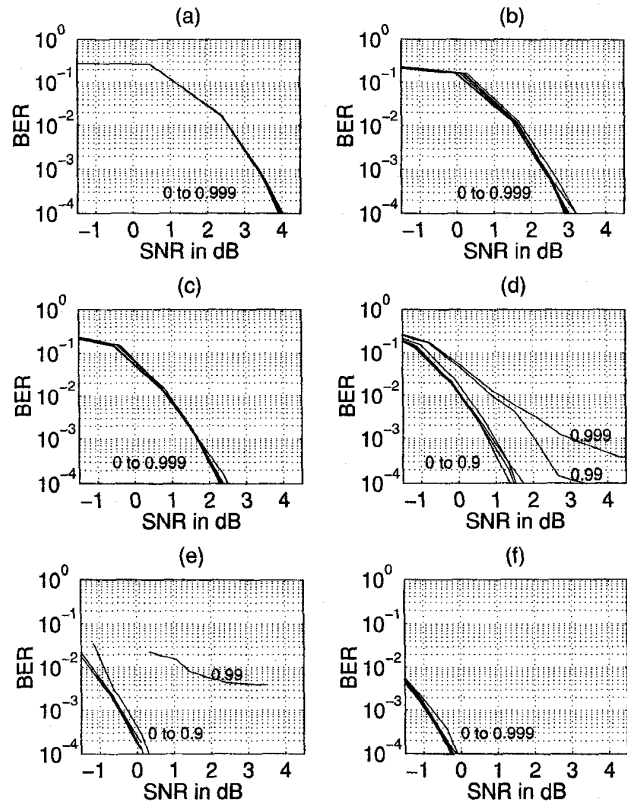 (a)
10^0
10^-1
10^-2
10^-3
10^-4
BER
0 to 0.999
-1 0 1 2 3 4
SNR in dB
(b)
10^0
10^-1
10^-2
10^-3
10^-4
BER
0 to 0.999
-1 0 1 2 3 4
SNR in dB
(c)
10^0
10^-1
10^-2
10^-3
10^-4
BER
0 to 0.999
-1 0 1 2 3 4
SNR in dB
(d)
10^0
10^-1
10^-2
10^-3
10^-4
BER
0.999
0 to 0.9
0.99
-1 0 1 2 3 4
SNR in dB
(e)
10^0
10^-1
10^-2
10^-3
10^-4
BER
0.99
0 to 0.9
-1 0 1 2 3 4
SNR in dB
(f)
10^0
10^-1
10^-2
10^-3
10^-4
BER
0 to 0.999
-1 0 1 2 3 4
SNR in dB